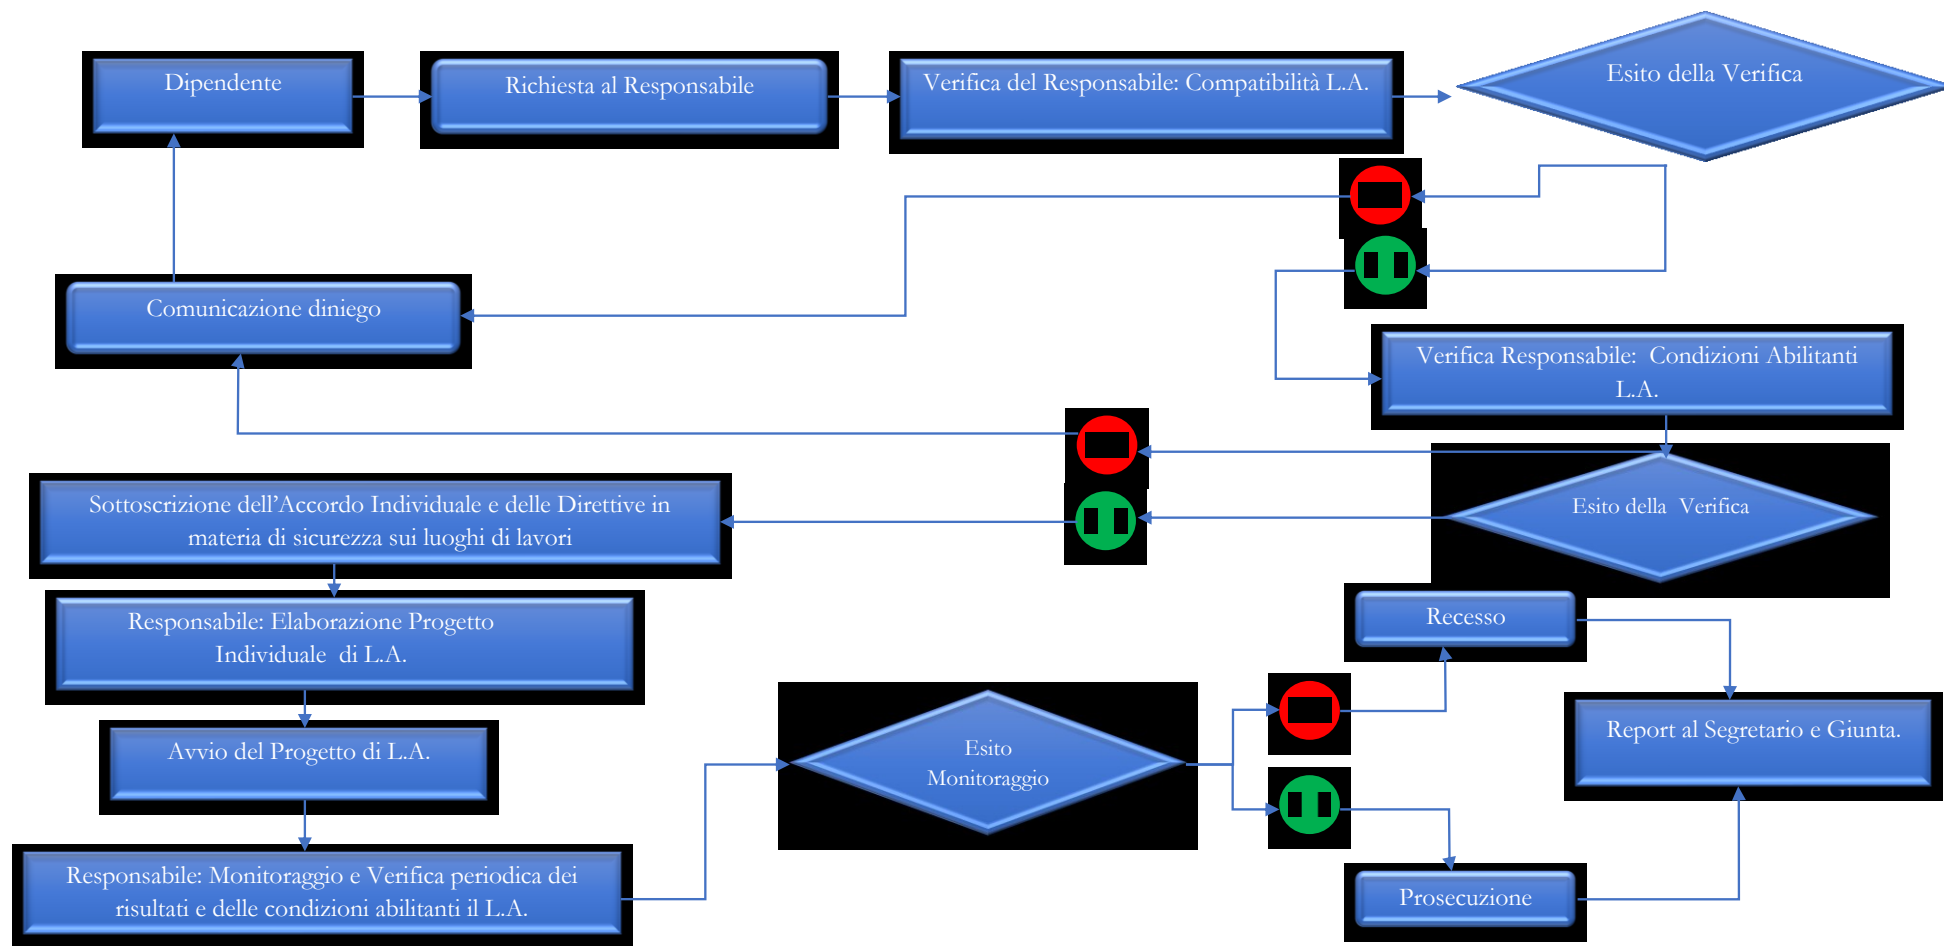 Dipendente
Richiesta al Responsabile
Verifica del Responsabile: Compatibilità L.A.
Esito della Verifica
Comunicazione diniego
Verifica Responsabile:  Condizioni Abilitanti
L.A.
Esito della  Verifica
Sottoscrizione dell’Accordo Individuale e delle Direttive in
materia di sicurezza sui luoghi di lavori
Responsabile: Elaborazione Progetto
Individuale  di L.A.
Recesso
Avvio del Progetto di L.A.
Esito
Monitoraggio
Report al Segretario e Giunta.
Responsabile: Monitoraggio e Verifica periodica dei
risultati e delle condizioni abilitanti il L.A.
Prosecuzione